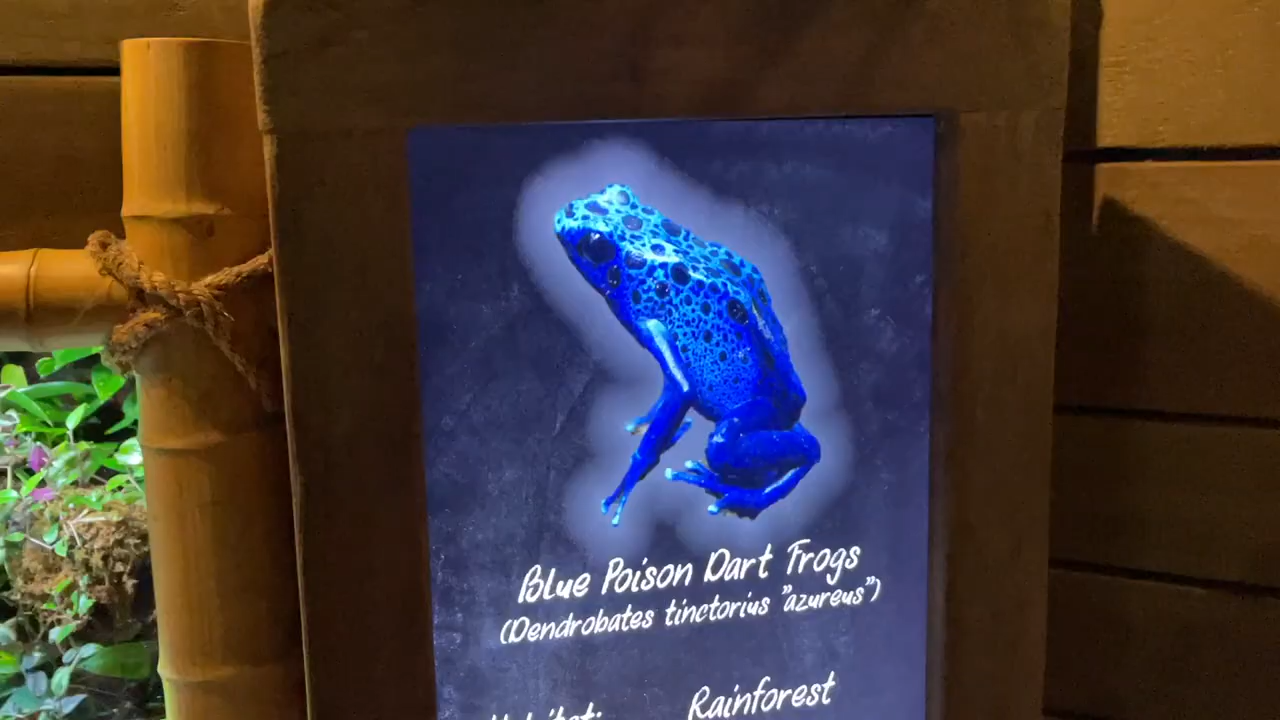 Blue Poison Dart Frogs
(Dendrobates tinctorius "azureus")
Rainforest